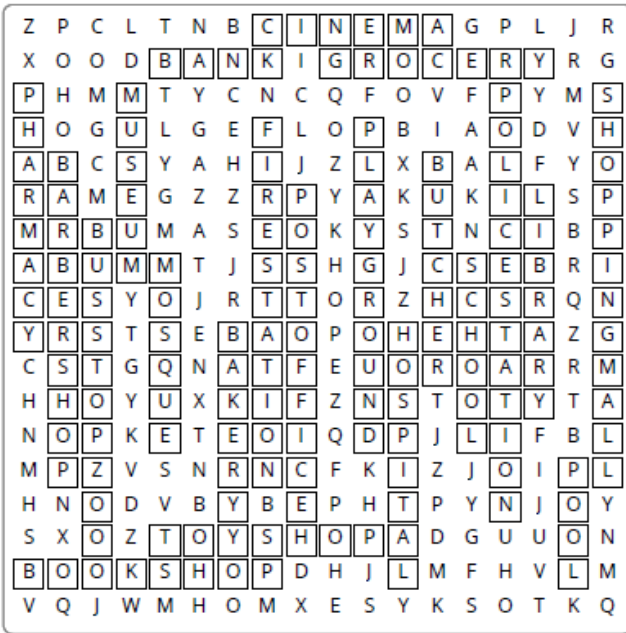 Z P C L T N B C I N E M A G P L J R
X O O D B A N K I G R O C E R Y R G
P H M M T Y C N C Q F O V F P Y M S
H O G U L G E F L O P B I A O D V H
A B C S Y A H I J Z L X B A L F Y O
R A M E G Z Z R P Y A K U K I L S P
M R B U M A S E O K Y S T N C I B P
A B U M M T J S S H G J C S E B R I
C E S Y O J R T T O R Z H C S R Q N
Y R S T S E B A O P O H E H T A Z G
C S T G Q N A T F E U O R O A R R M
H H O Y U X K I F Z N S T O T Y T A
N O P K E T E O I Q D P J L I F B L
M P Z V S N R N C F K I Z J O I P L
H N O D V B Y B E P H T P Y N J O Y
S X O Z T O Y S H O P A D G U U O N
B O O K S H O P D H J L M F H V L M
V Q J W M H O M X E S Y K S O T K Q